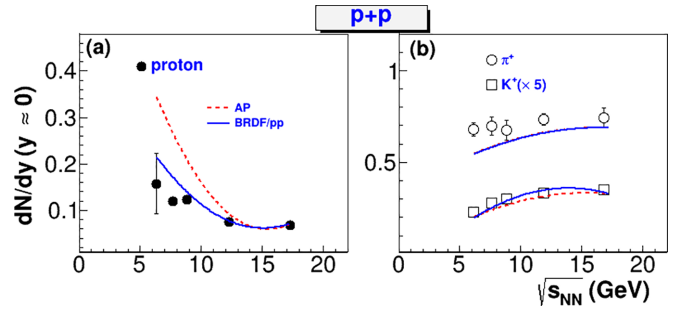 p+p
(a)
proton
AP
BRDF/pp
dN/dy (y ≈ 0)
0.4
0.3
0.2
0.1
0 5 10 15 20
(b)
π⁺
K⁺(× 5)
1
0.5
0 5 10 15 20
√sNN (GeV)